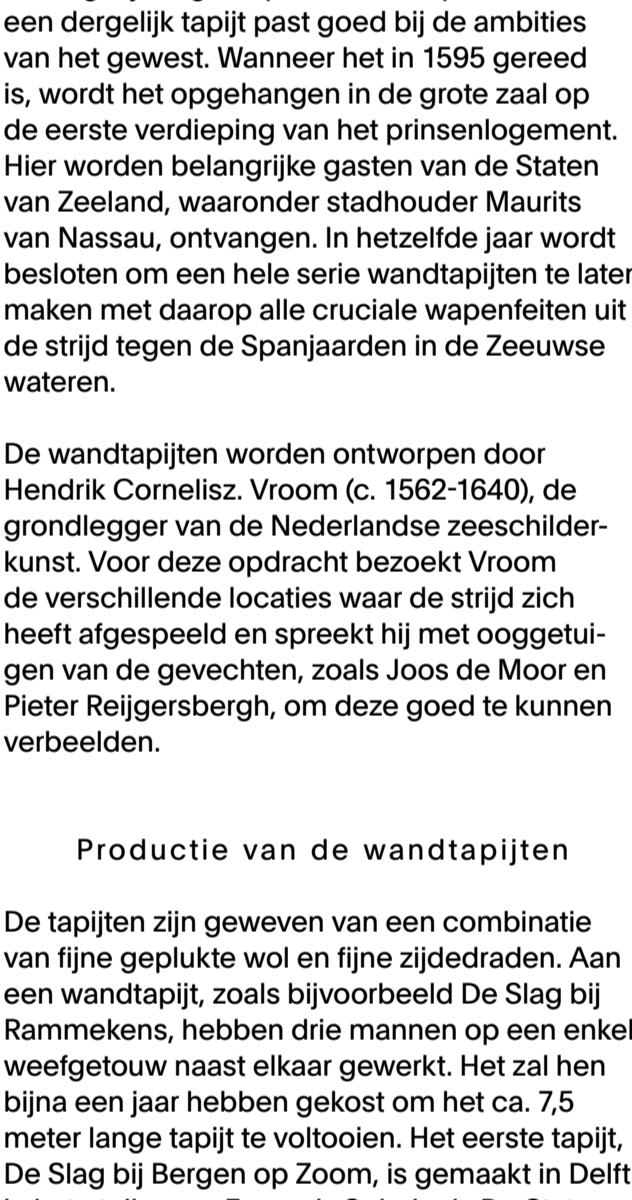 een dergelijk tapijt past goed bij de ambities
van het gewest. Wanneer het in 1595 gereed
is, wordt het opgehangen in de grote zaal op
de eerste verdieping van het prinsenlogement.
Hier worden belangrijke gasten van de Staten
van Zeeland, waaronder stadhouder Maurits
van Nassau, ontvangen. In hetzelfde jaar wordt
besloten om een hele serie wandtapijten te later
maken met daarop alle cruciale wapenfeiten uit
de strijd tegen de Spanjaarden in de Zeeuwse
wateren.
De wandtapijten worden ontworpen door
Hendrik Cornelisz. Vroom (c. 1562-1640), de
grondlegger van de Nederlandse zeeschilder-
kunst. Voor deze opdracht bezoekt Vroom
de verschillende locaties waar de strijd zich
heeft afgespeeld en spreekt hij met ooggetui-
gen van de gevechten, zoals Joos de Moor en
Pieter Reijgersbergh, om deze goed te kunnen
verbeelden.
Productie van de wandtapijten
De tapijten zijn geweven van een combinatie
van fijne geplukte wol en fijne zijdedraden. Aan
een wandtapijt, zoals bijvoorbeeld De Slag bij
Rammekens, hebben drie mannen op een enkel
weefgetouw naast elkaar gewerkt. Het zal hen
bijna een jaar hebben gekost om het ca. 7,5
meter lange tapijt te voltooien. Het eerste tapijt,
De Slag bij Bergen op Zoom, is gemaakt in Delft